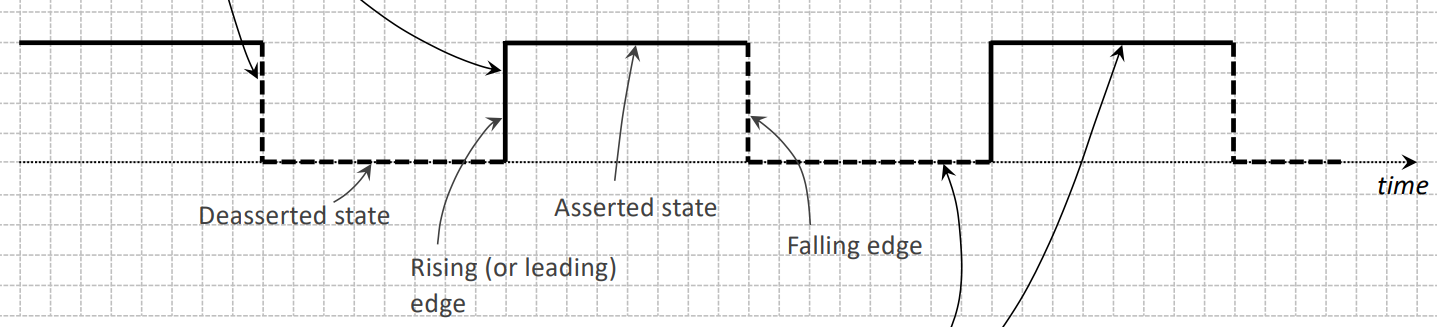 time
Deasserted state
Asserted state
Falling edge
Rising (or leading)
edge